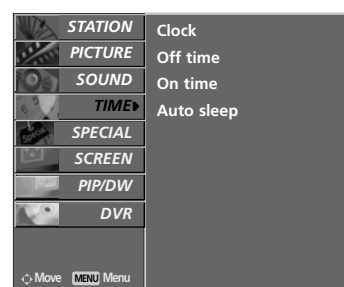 STATION
PICTURE
SOUND
TIME
SPECIAL
SCREEN
PIP/DW
DVR
Move MENU Menu
Clock
Off time
On time
Auto sleep